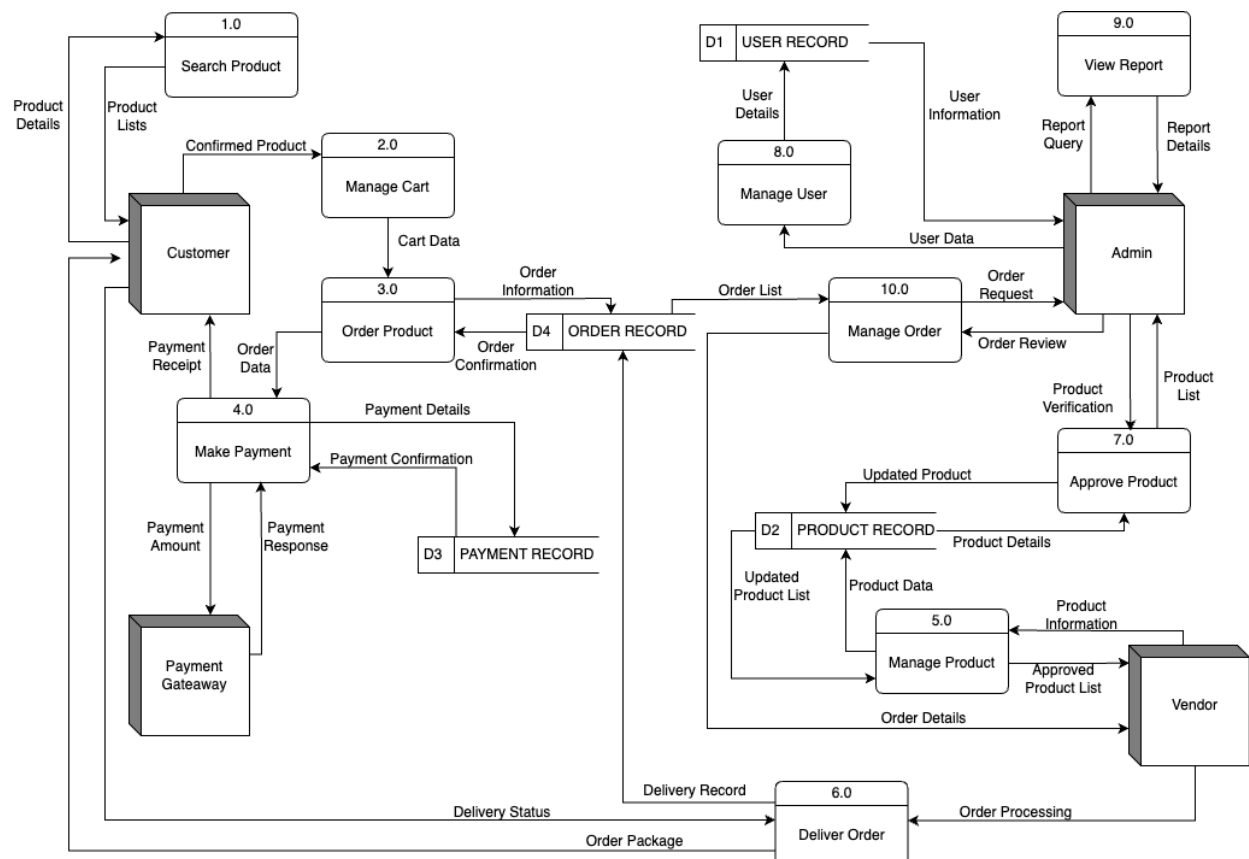 1.0
Search Product
Product
Details
Product
Lists
Confirmed Product
2.0
Manage Cart
Customer
Cart Data
3.0
Order Product
Order
Information
D4 ORDER RECORD
Order
Confirmation
Payment
Receipt
Order
Data
4.0
Make Payment
Payment Details
Payment Confirmation
Payment
Amount
Payment
Response
D3 PAYMENT RECORD
Payment
Gateaway
D1 USER RECORD
User
Details
User
Information
8.0
Manage User
User Data
9.0
View Report
Report
Query
Report
Details
Admin
Order List
10.0
Manage Order
Order
Request
Order Review
Product
Verification
Product
List
7.0
Approve Product
Updated Product
D2 PRODUCT RECORD
Product Details
Updated
Product List
Product Data
5.0
Manage Product
Product
Information
Approved
Product List
Vendor
Order Details
Delivery Record
6.0
Deliver Order
Order Processing
Delivery Status
Order Package